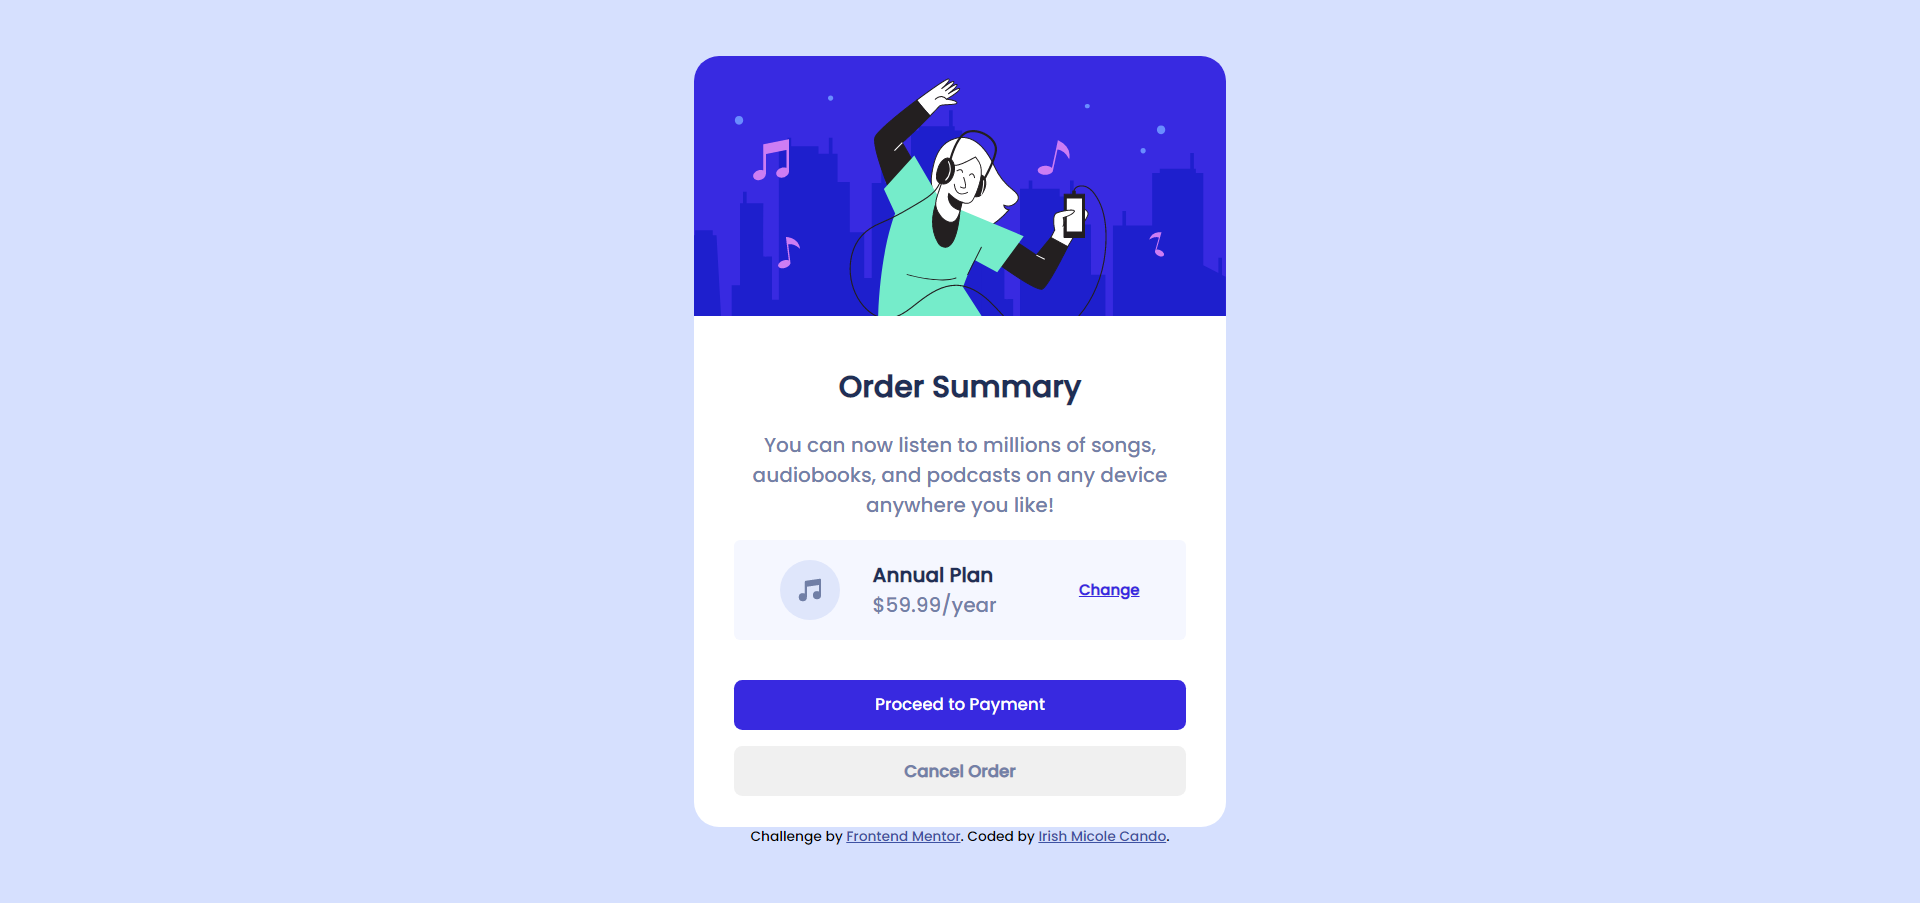 Order Summary
You can now listen to millions of songs,
audiobooks, and podcasts on any device
anywhere you like!
Annual Plan
$59.99/year
Change
Proceed to Payment
Cancel Order
Challenge by Frontend Mentor. Coded by Irish Micole Cando.